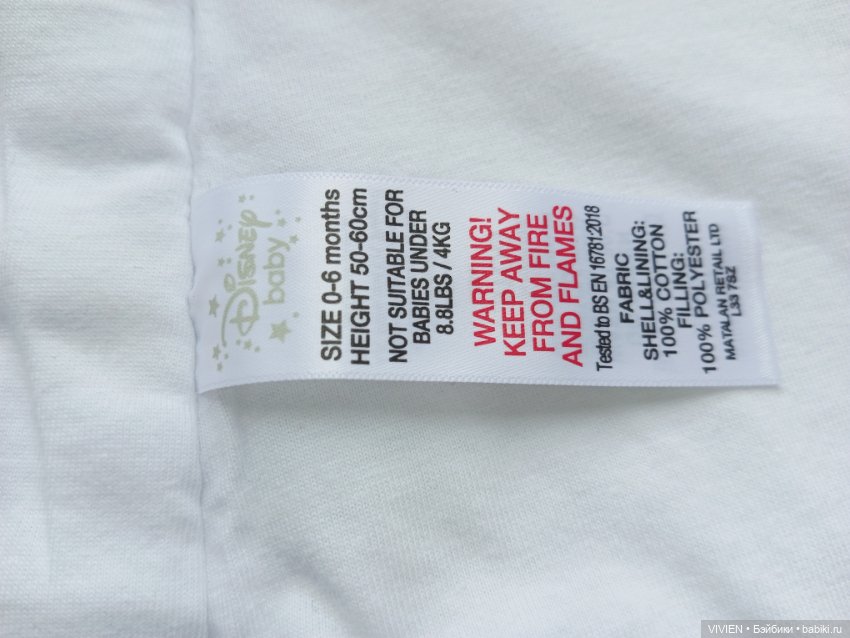 Disney
baby
SIZE 0-6 months
HEIGHT 50-60cm
NOT SUITABLE FOR
BABIES UNDER
8.8LBS / 4KG
WARNING!
KEEP AWAY
FROM FIRE
AND FLAMES
Tested to BS EN 16781:2018
FABRIC
SHELL&LINING:
100% COTTON
FILLING:
100% POLYESTER
MATALAN RETAIL LTD
L33 7SZ
VIVIEN • Бэйбики • babiki.ru